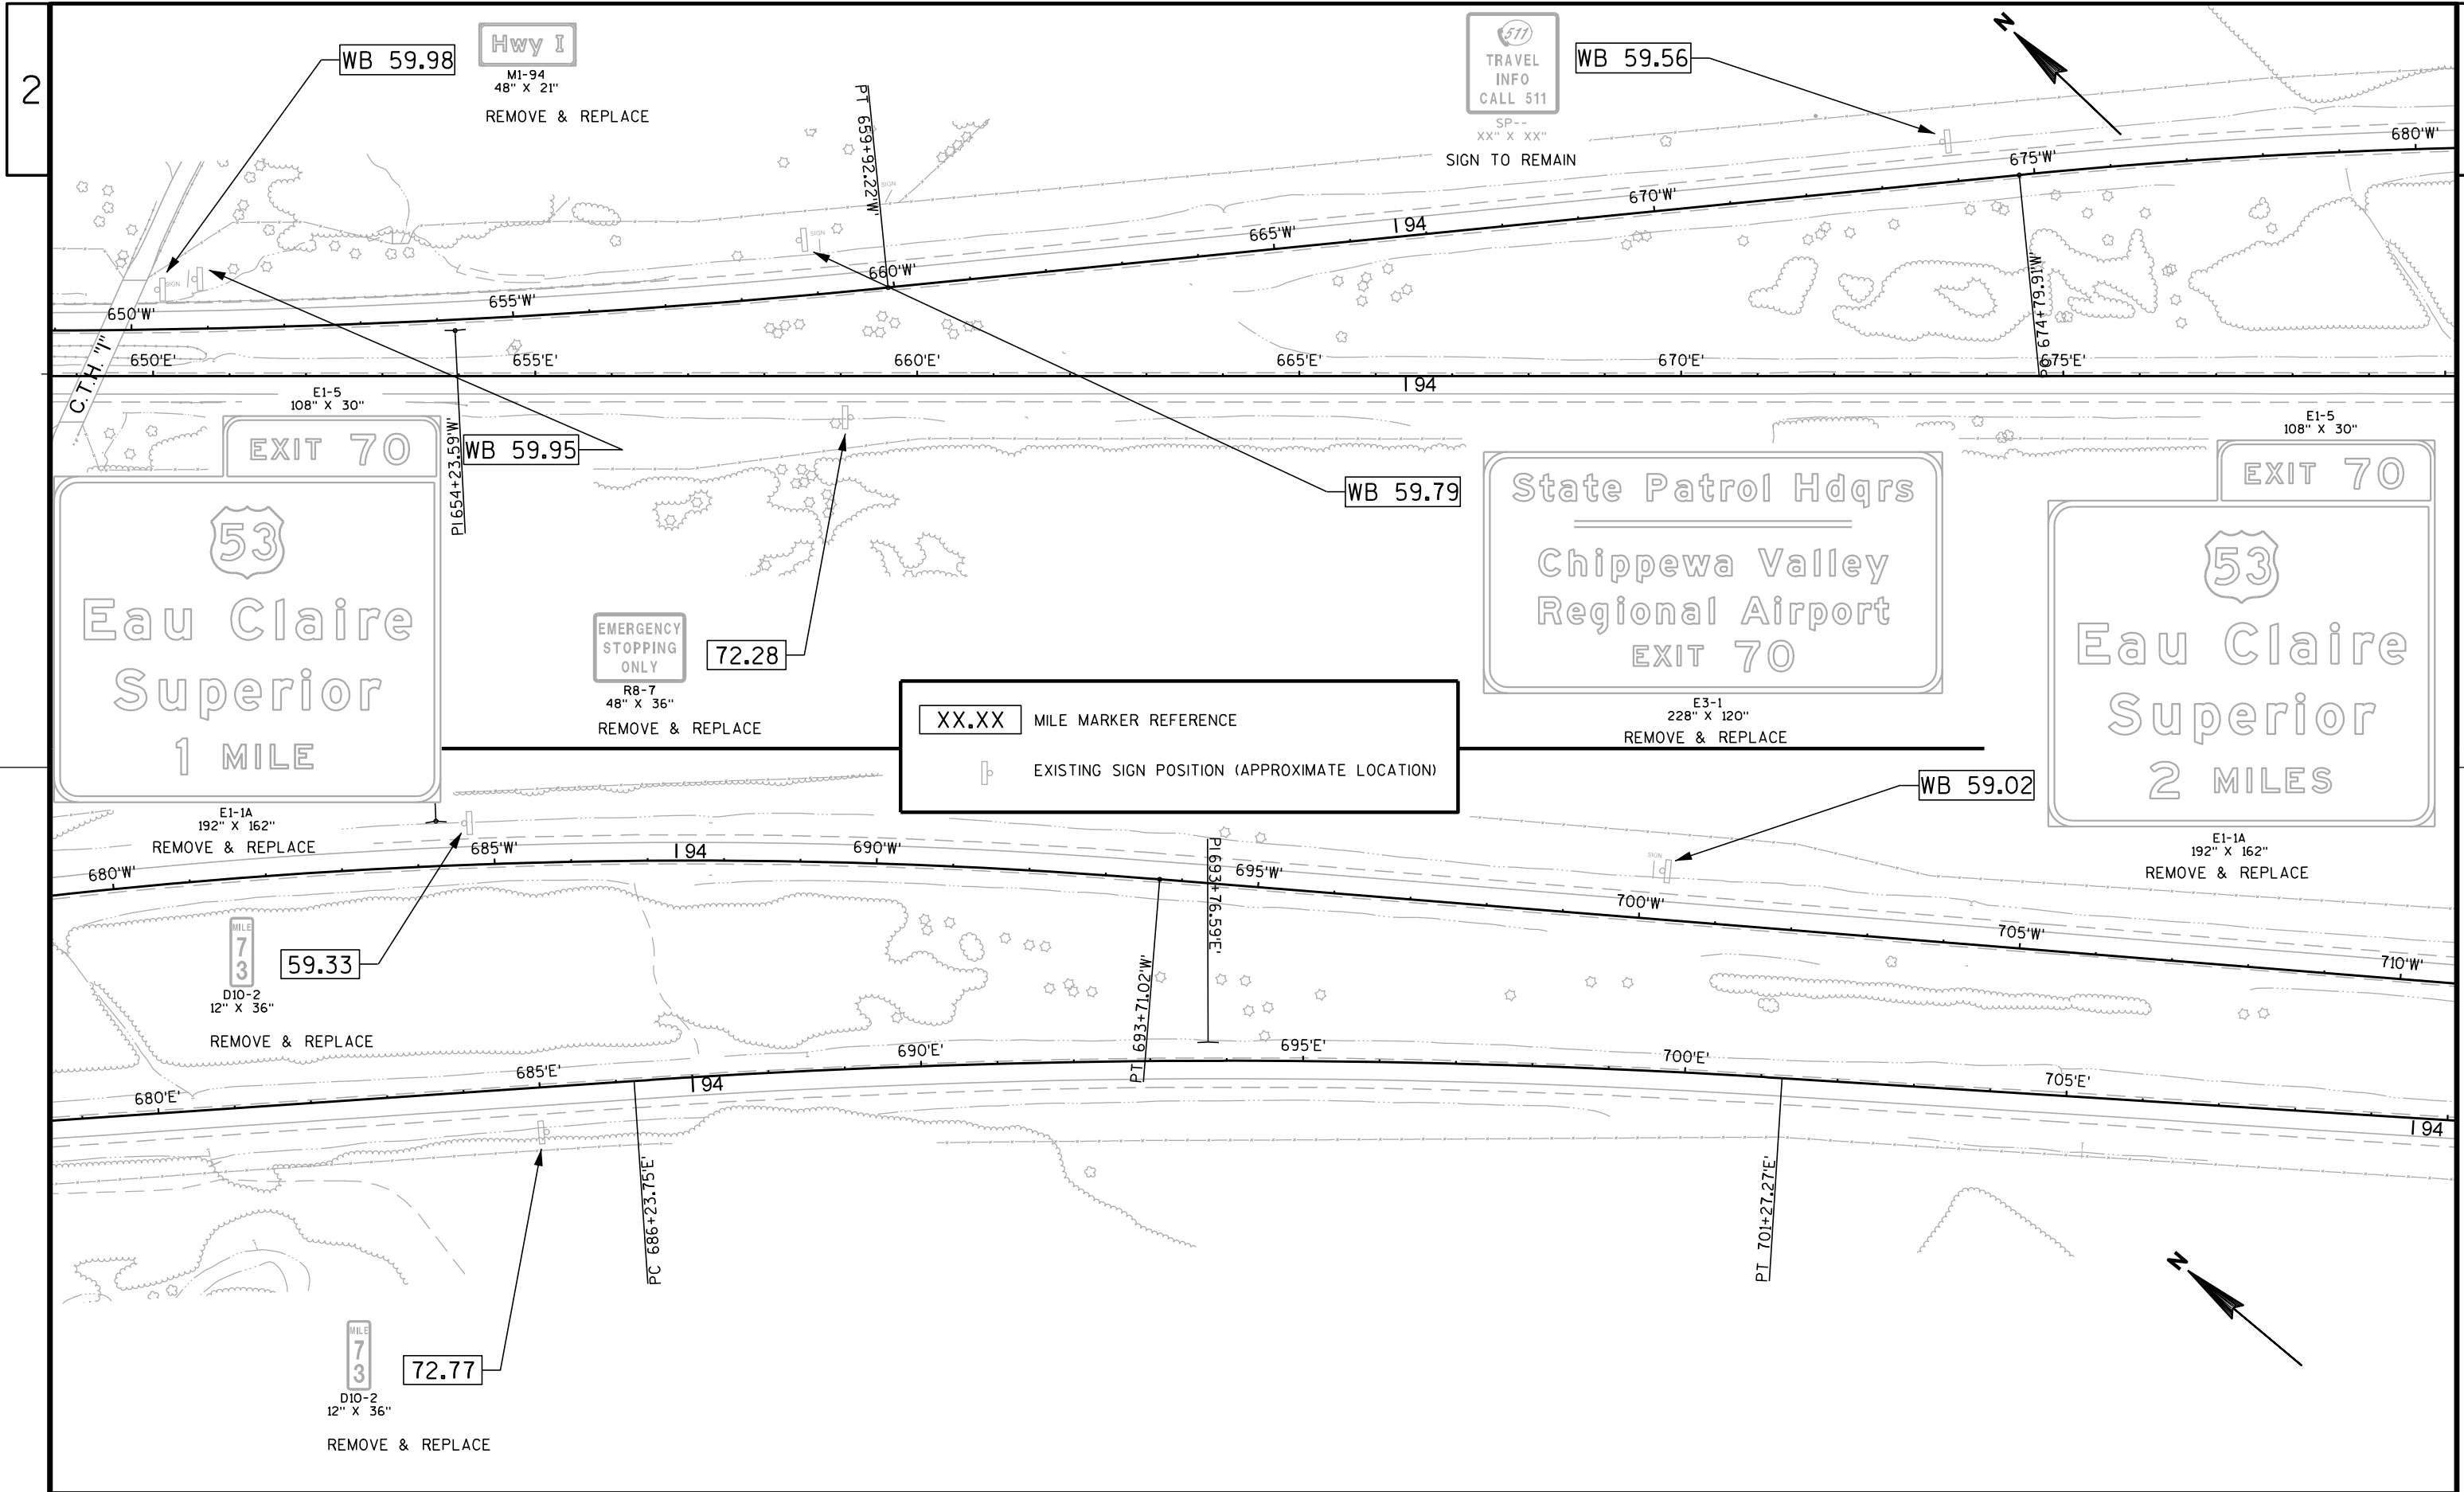 2
WB 59.98
Hwy I
M1-94
48" X 21"
REMOVE & REPLACE
PT 659+92.22'W'
511
TRAVEL
INFO
CALL 511
SP--
XX" X XX"
SIGN TO REMAIN
WB 59.56
N
680'W'
675'W'
670'W'
I 94
665'W'
660'W'
655'W'
650'W'
SIGN
SIGN
SIGN
C.T.H. "I"
650'E'
655'E'
660'E'
665'E'
670'E'
675'E'
I 94
PC 674+79.91'W'
PI 654+23.59'W'
WB 59.95
WB 59.79
E1-5
108" X 30"
EXIT 70
53
Eau Claire
Superior
1 MILE
E1-1A
192" X 162"
REMOVE & REPLACE
EMERGENCY
STOPPING
ONLY
R8-7
48" X 36"
REMOVE & REPLACE
72.28
State Patrol Hdqrs
Chippewa Valley
Regional Airport
EXIT 70
E3-1
228" X 120"
REMOVE & REPLACE
E1-5
108" X 30"
EXIT 70
53
Eau Claire
Superior
2 MILES
E1-1A
192" X 162"
REMOVE & REPLACE
XX.XX MILE MARKER REFERENCE
EXISTING SIGN POSITION (APPROXIMATE LOCATION)
WB 59.02
SIGN
680'W'
685'W'
I 94
690'W'
695'W'
700'W'
705'W'
710'W'
PI 693+76.59'E'
PT 693+71.02'W'
MILE
7
3
D10-2
12" X 36"
REMOVE & REPLACE
59.33
680'E'
685'E'
I 94
690'E'
695'E'
700'E'
705'E'
I 94
PC 686+23.75'E'
PT 701+27.27'E'
N
MILE
7
3
D10-2
12" X 36"
REMOVE & REPLACE
72.77